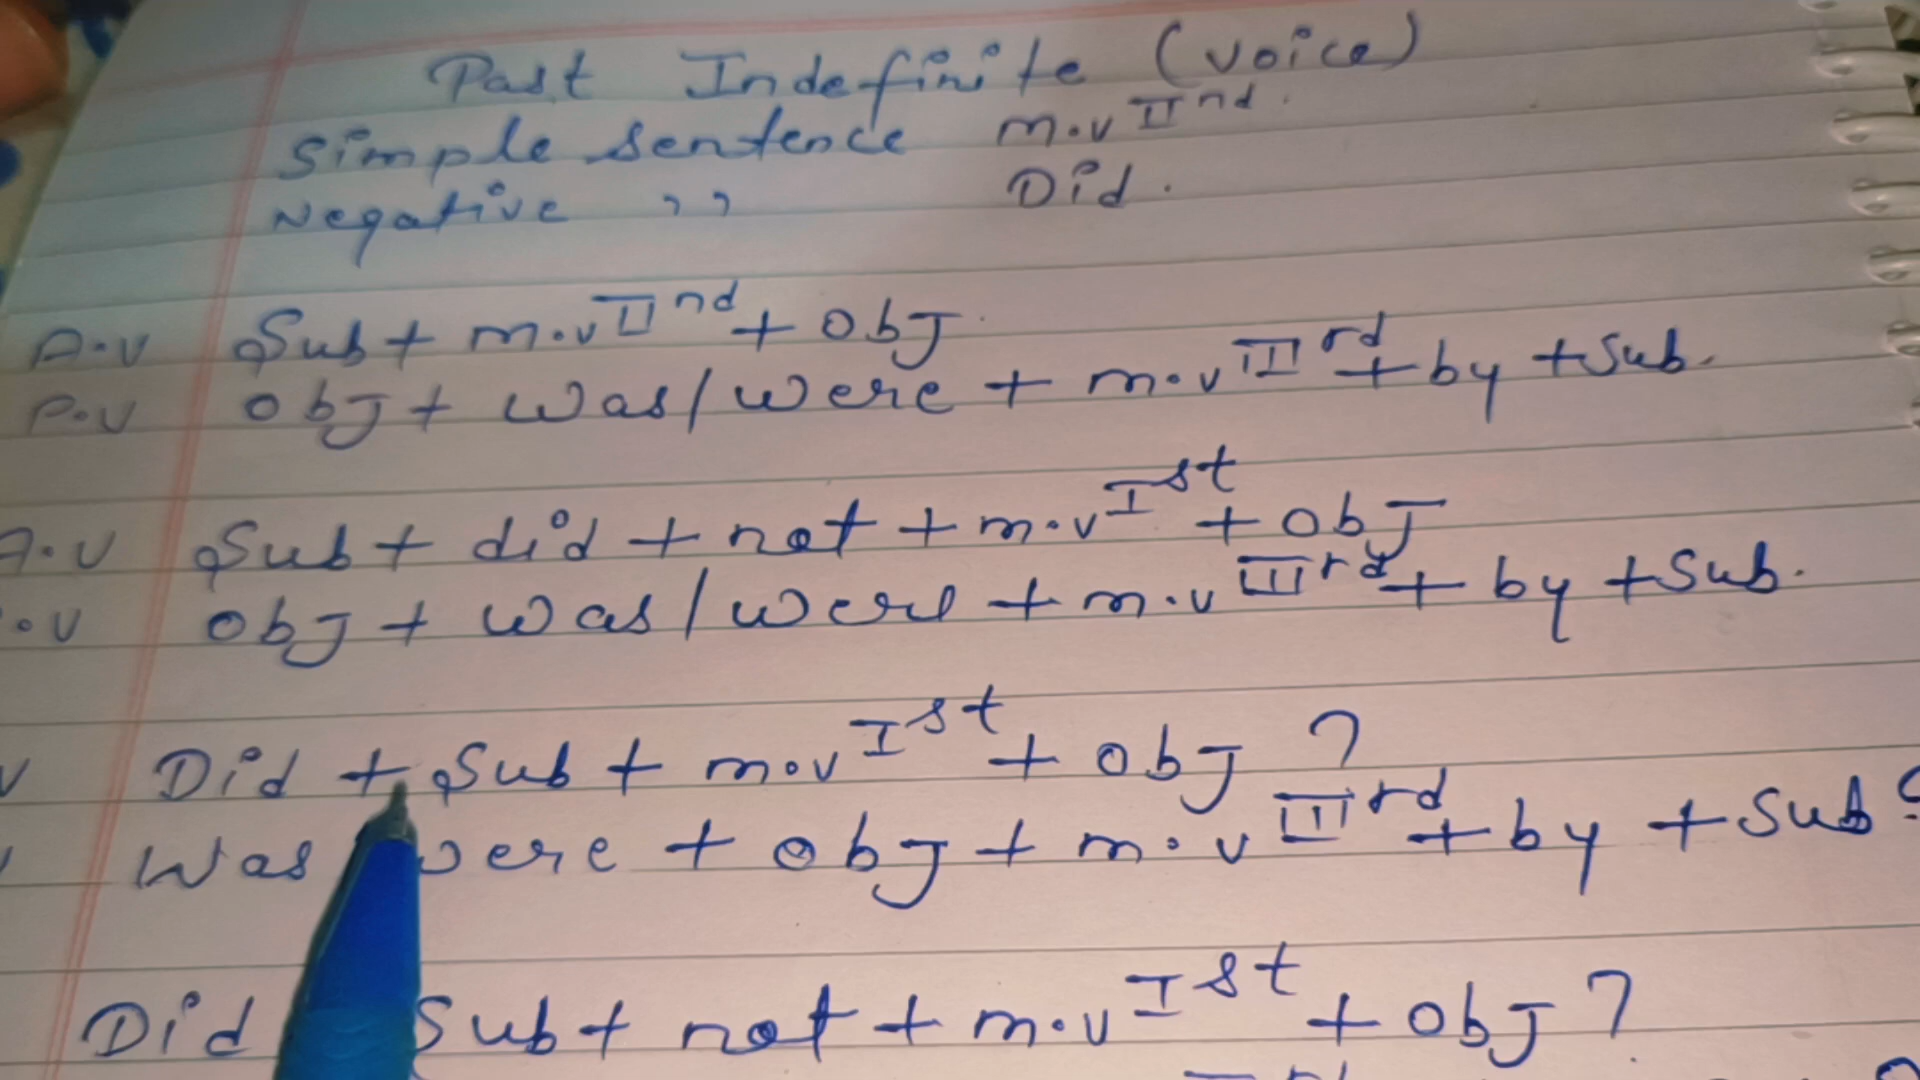 Past Indefinite (voice)
Simple sentence m.v IInd.
Negative ,, Did.
A.V Sub + m.v IInd + obj.
P.V obj + was/were + m.v IIIrd + by + Sub.
A.V Sub + did + not + m.v Ist + obj
.V obj + was/were + m.v IIIrd + by + Sub.
V Did + Sub + m.v Ist + obj ?
Was were + obj + m.v IIIrd + by + Sub?
Did Sub + not + m.v Ist + obj ?